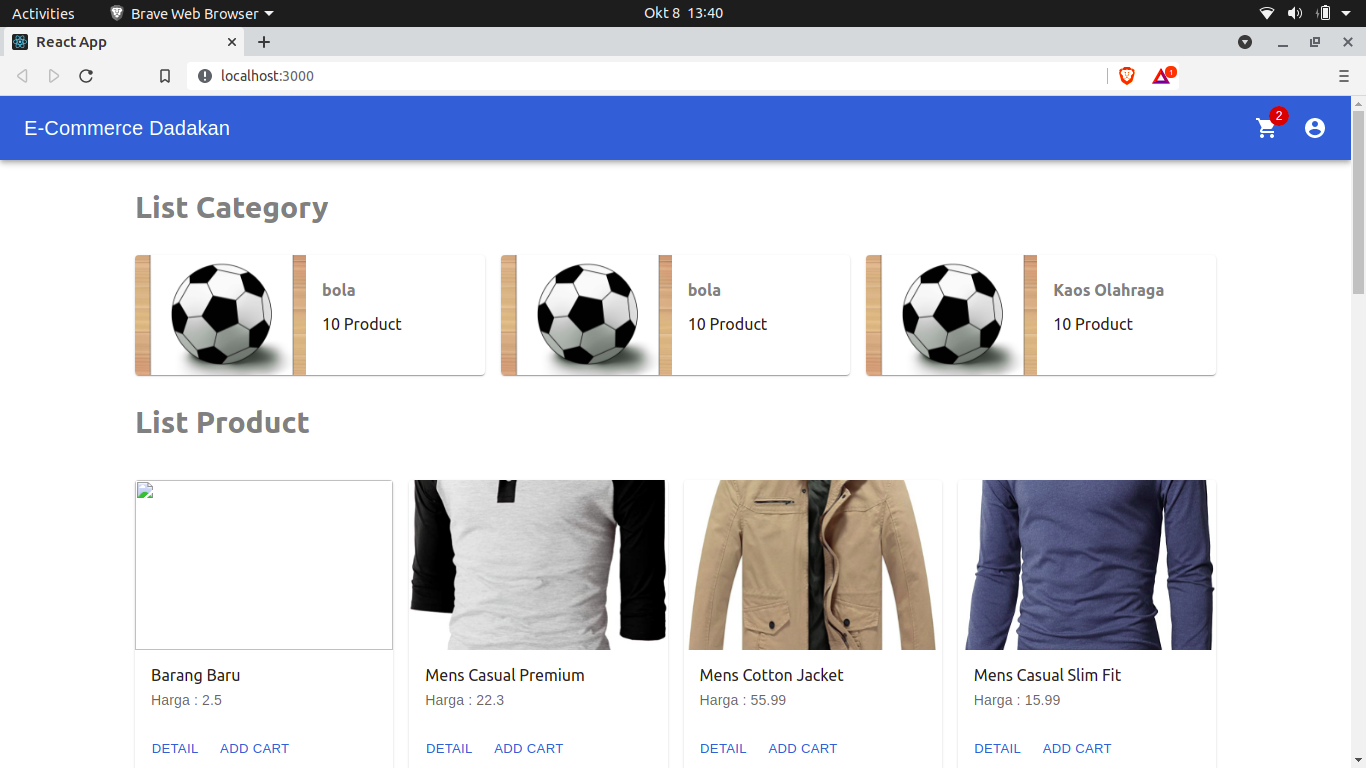 Activities Brave Web Browser Okt 8 13:40
React App
localhost:3000 1
E-Commerce Dadakan 2
List Category
bola bola Kaos Olahraga
10 Product 10 Product 10 Product
List Product
Barang Baru Mens Casual Premium Mens Cotton Jacket Mens Casual Slim Fit
Harga : 2.5 Harga : 22.3 Harga : 55.99 Harga : 15.99
DETAIL ADD CART DETAIL ADD CART DETAIL ADD CART DETAIL ADD CART